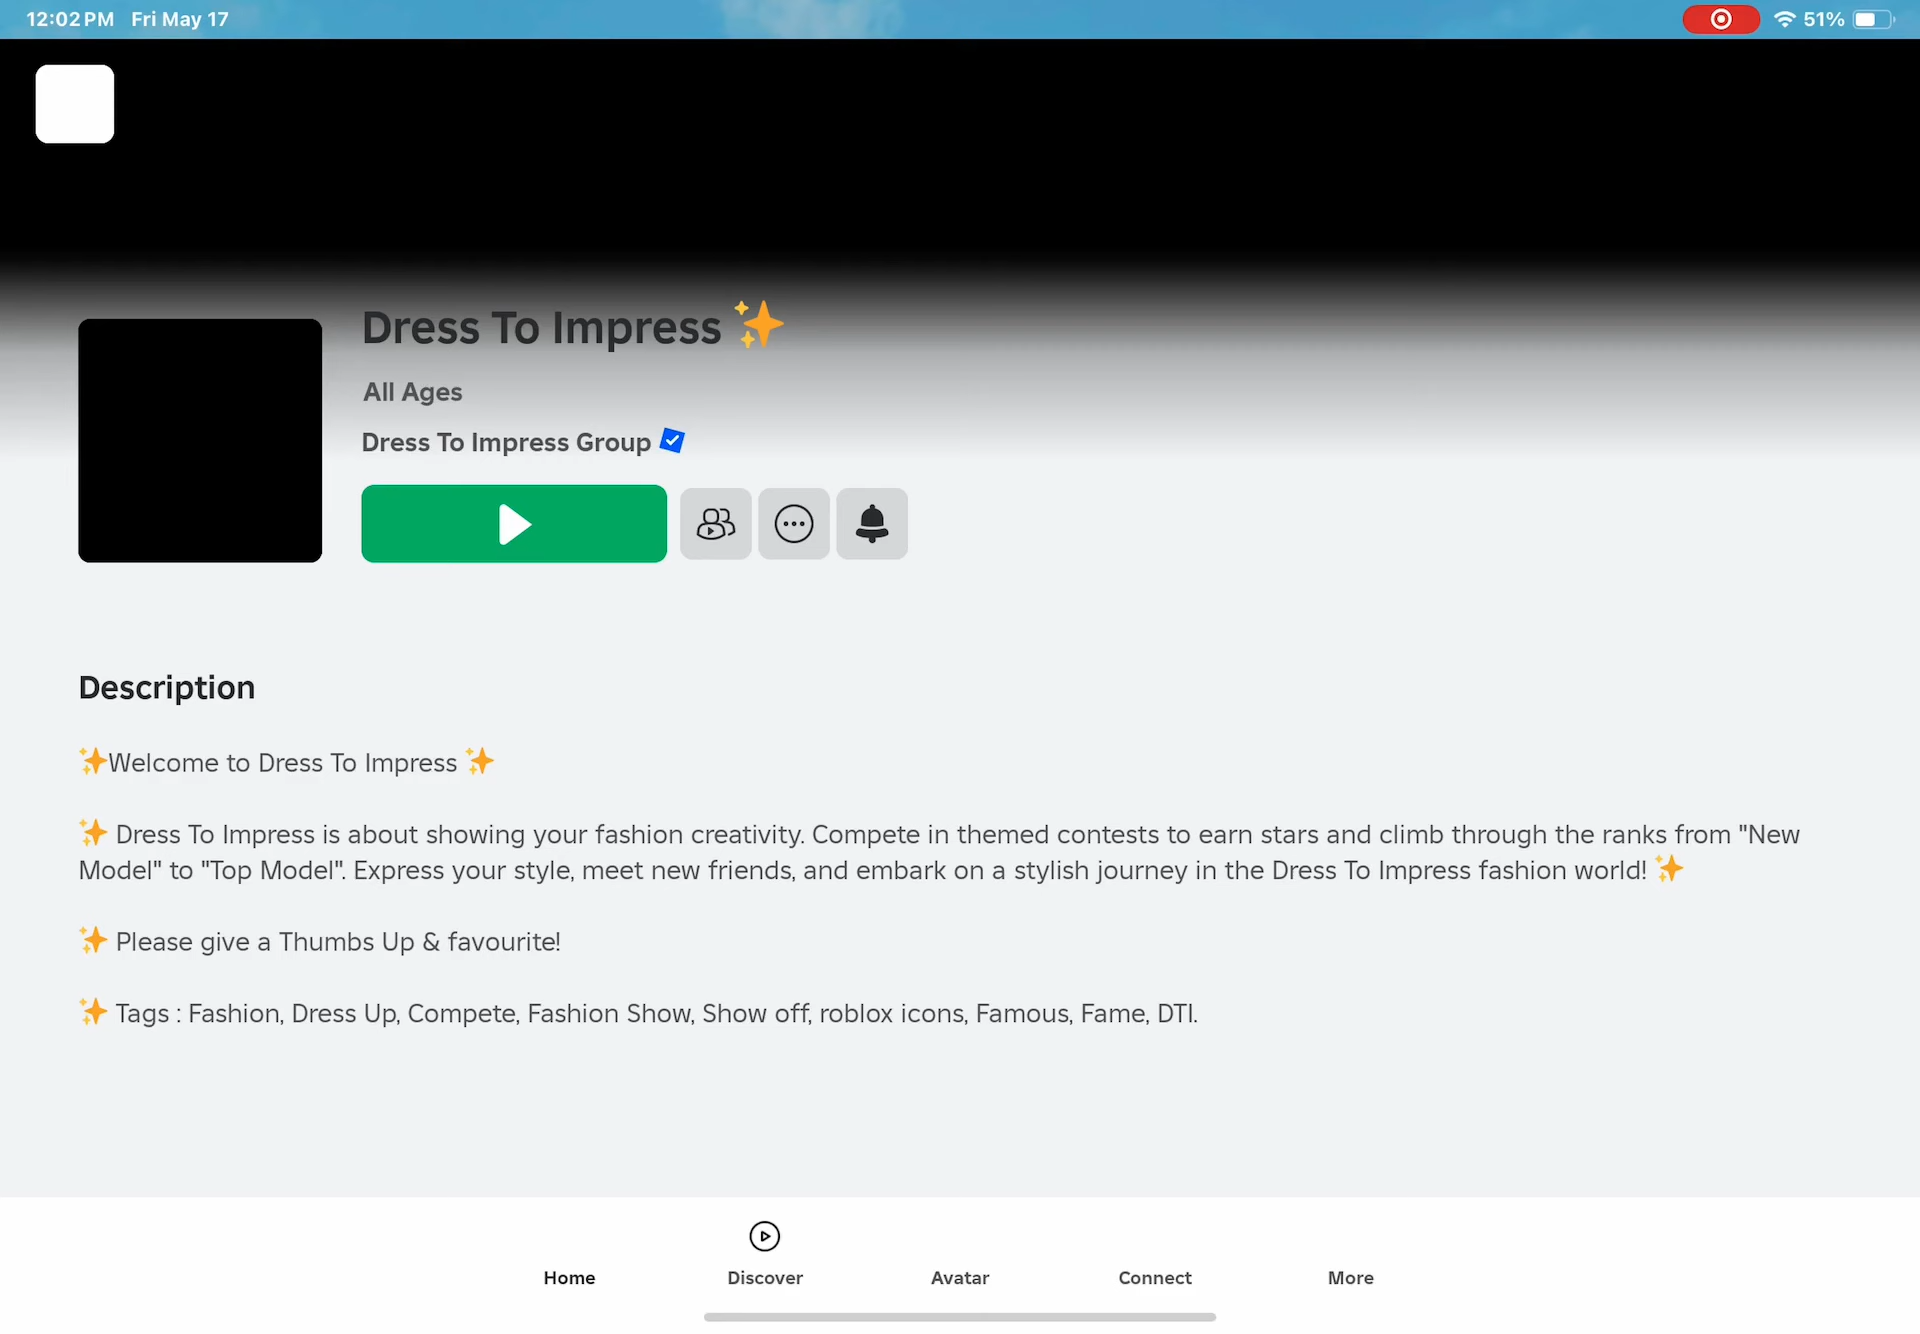 12:02 PM Fri May 17
51%
Dress To Impress ✨
All Ages
Dress To Impress Group
Description
✨Welcome to Dress To Impress ✨
✨ Dress To Impress is about showing your fashion creativity. Compete in themed contests to earn stars and climb through the ranks from "New
Model" to "Top Model". Express your style, meet new friends, and embark on a stylish journey in the Dress To Impress fashion world! ✨
✨ Please give a Thumbs Up & favourite!
✨ Tags : Fashion, Dress Up, Compete, Fashion Show, Show off, roblox icons, Famous, Fame, DTI.
Home
Discover
Avatar
Connect
More